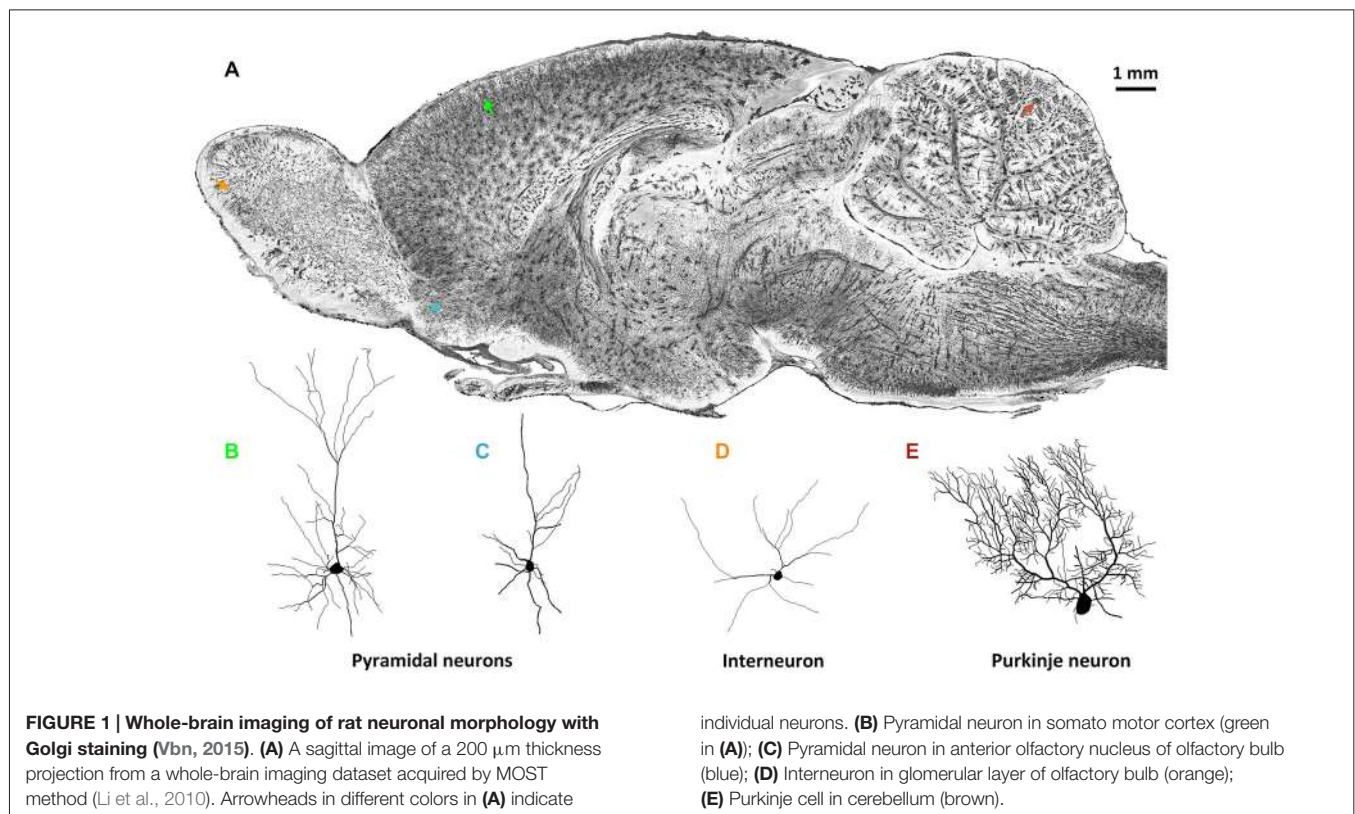 A
1 mm
B
C
D
E
Pyramidal neurons
Interneuron
Purkinje neuron
FIGURE 1 | Whole-brain imaging of rat neuronal morphology with
Golgi staining (Vbn, 2015). (A) A sagittal image of a 200 μm thickness
projection from a whole-brain imaging dataset acquired by MOST
method (Li et al., 2010). Arrowheads in different colors in (A) indicate
individual neurons. (B) Pyramidal neuron in somato motor cortex (green
in (A)); (C) Pyramidal neuron in anterior olfactory nucleus of olfactory bulb
(blue); (D) Interneuron in glomerular layer of olfactory bulb (orange);
(E) Purkinje cell in cerebellum (brown).